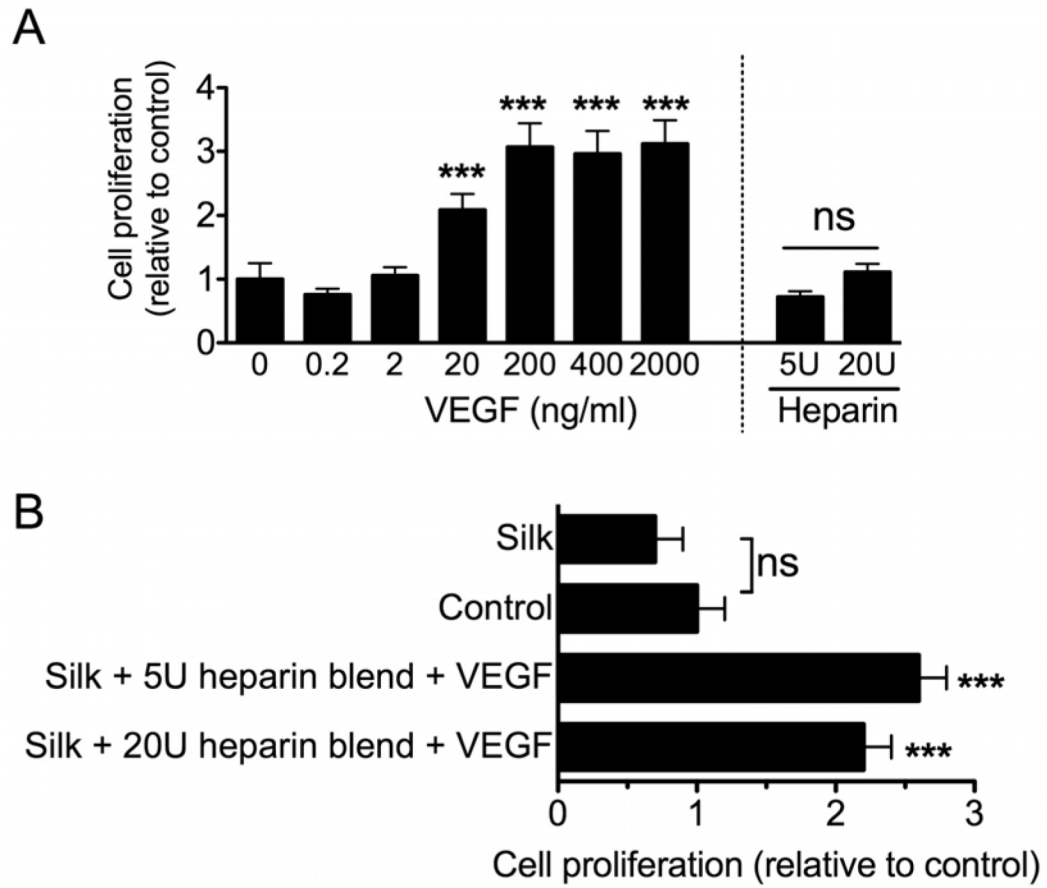 A
Cell proliferation
(relative to control)
4
3
2
1
0
***
***
***
***
ns
0 0.2 2 20 200 400 2000 5U 20U
VEGF (ng/ml) Heparin
B
Silk
Control
ns
Silk + 5U heparin blend + VEGF ***
Silk + 20U heparin blend + VEGF ***
0 1 2 3
Cell proliferation (relative to control)